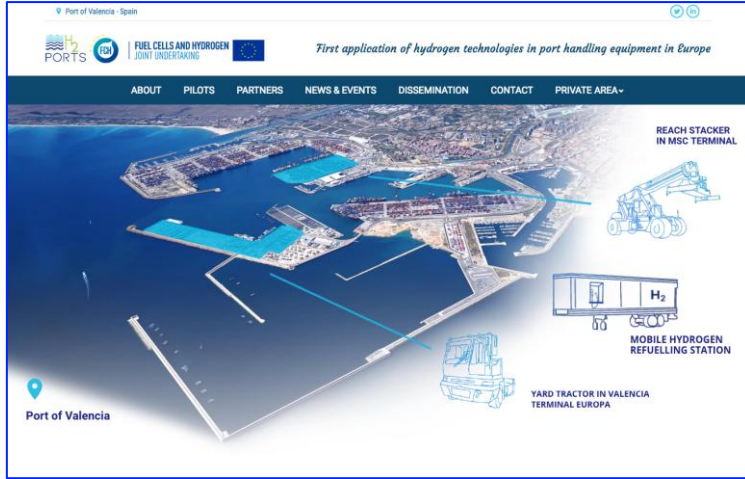 Port of Valencia - Spain
H2
PORTS
FCH
FUEL CELLS AND HYDROGEN
JOINT UNDERTAKING
First application of hydrogen technologies in port handling equipment in Europe
ABOUT PILOTS PARTNERS NEWS & EVENTS DISSEMINATION CONTACT PRIVATE AREA
REACH STACKER
IN MSC TERMINAL
H2
MOBILE HYDROGEN
REFUELLING STATION
YARD TRACTOR IN VALENCIA
TERMINAL EUROPA
Port of Valencia